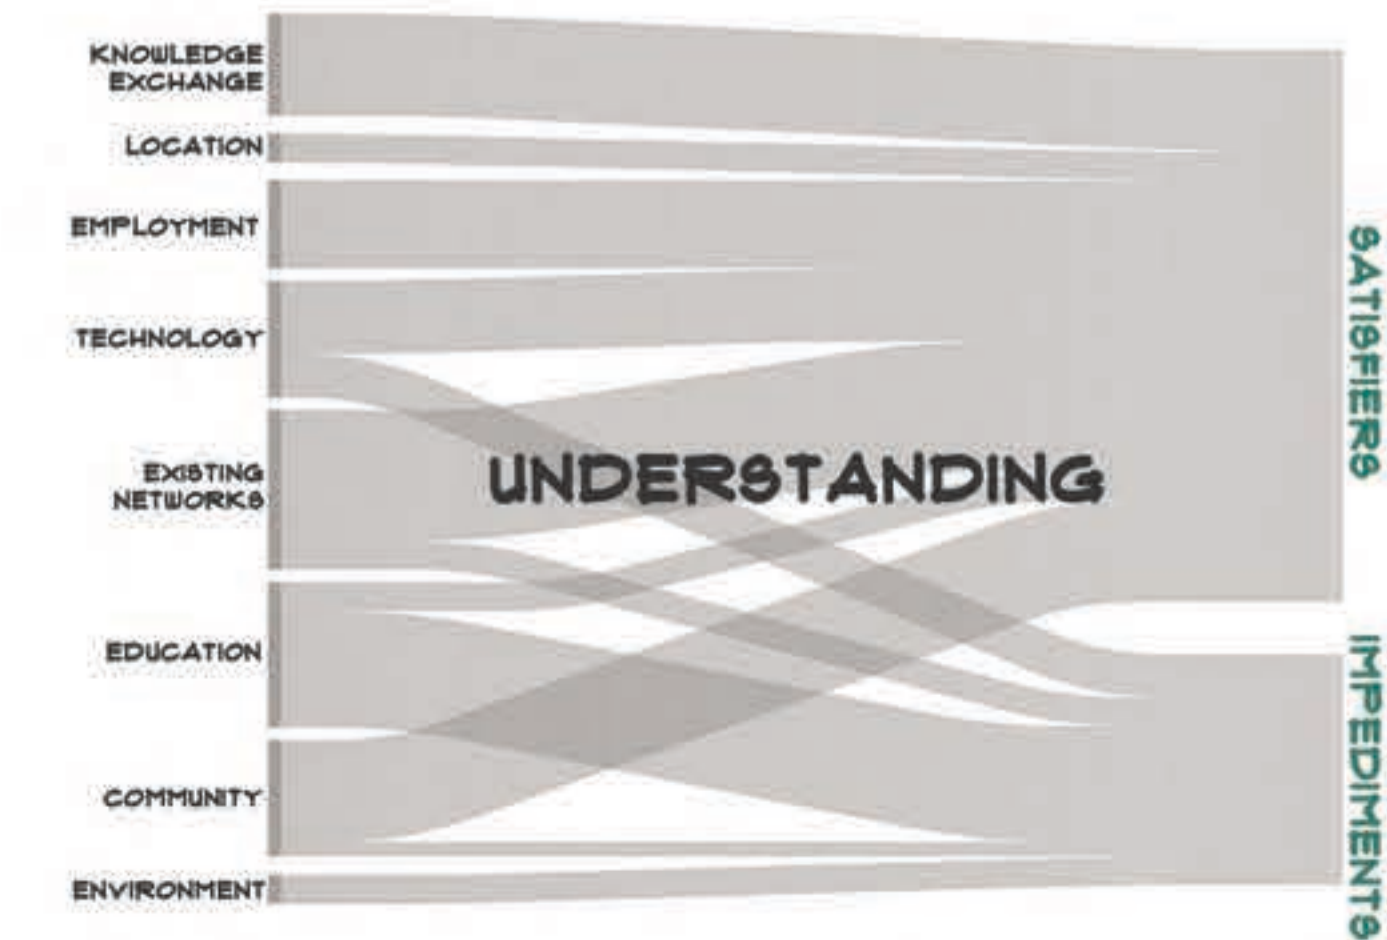 KNOWLEDGE
EXCHANGE
LOCATION
EMPLOYMENT
TECHNOLOGY
EXISTING
NETWORKS
EDUCATION
COMMUNITY
ENVIRONMENT
UNDERSTANDING
SATISFIERS
IMPEDIMENTS